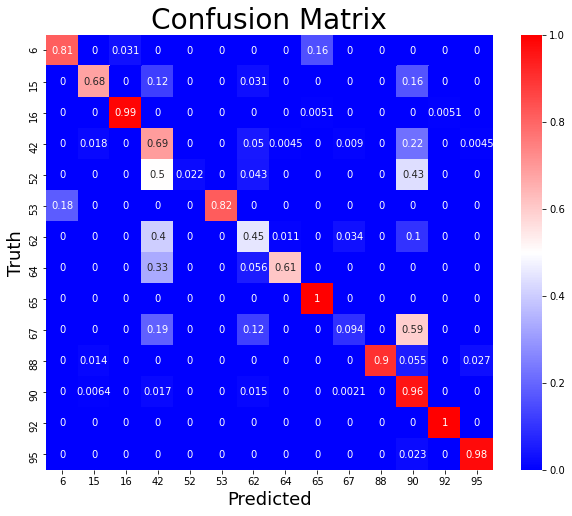 Confusion Matrix
6 0.81 0 0.031 0 0 0 0 0 0.16 0 0 0 0 0
15 0 0.68 0 0.12 0 0 0.031 0 0 0 0 0.16 0 0
16 0 0 0.99 0 0 0 0 0 0.0051 0 0 0 0.0051 0
42 0 0.018 0 0.69 0 0 0.05 0.0045 0 0.009 0 0.22 0 0.0045
52 0 0 0 0.5 0.022 0 0.043 0 0 0 0 0.43 0 0
53 0.18 0 0 0 0 0.82 0 0 0 0 0 0 0 0
62 0 0 0 0.4 0 0 0.45 0.011 0 0.034 0 0.1 0 0
64 0 0 0 0.33 0 0 0.056 0.61 0 0 0 0 0 0
65 0 0 0 0 0 0 0 0 1 0 0 0 0 0
67 0 0 0 0.19 0 0 0.12 0 0 0.094 0 0.59 0 0
88 0 0.014 0 0 0 0 0 0 0 0 0.9 0.055 0 0.027
90 0 0.0064 0 0.017 0 0 0.015 0 0 0.0021 0 0.96 0 0
92 0 0 0 0 0 0 0 0 0 0 0 0 1 0
95 0 0 0 0 0 0 0 0 0 0 0 0.023 0 0.98
6 15 16 42 52 53 62 64 65 67 88 90 92 95
Truth
Predicted
1.0
0.8
0.6
0.4
0.2
0.0